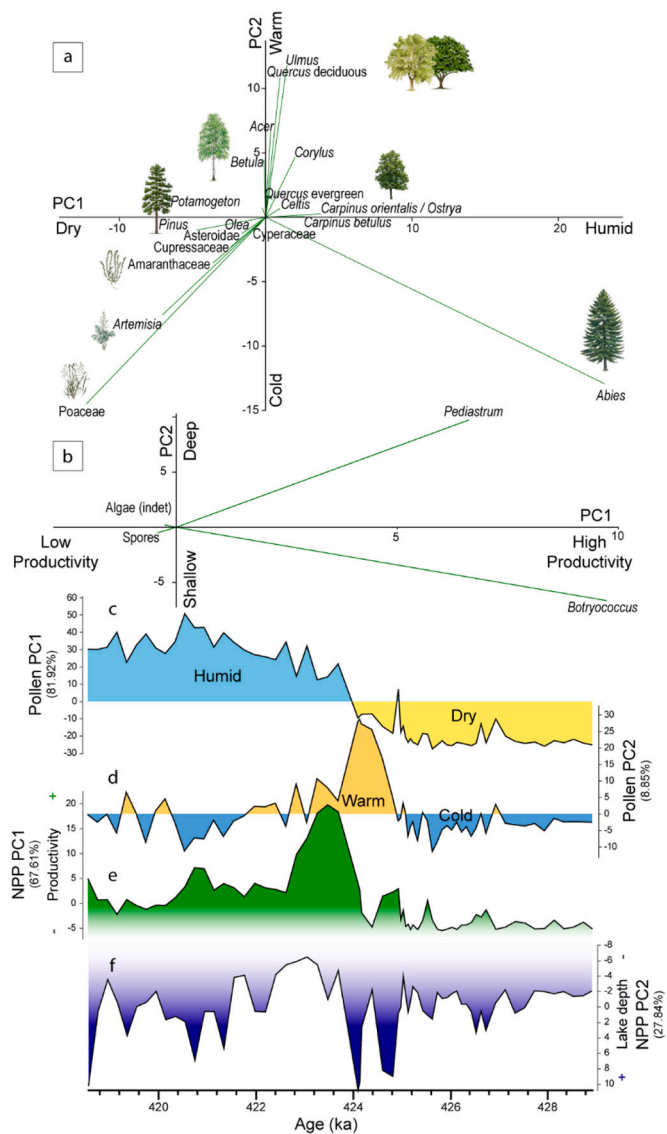 a
PC2
Warm
Ulmus
Quercus deciduous
10
Acer
5
Corylus
Betula
Quercus evergreen
Potamogeton
Celtis
Carpinus orientalis / Ostrya
PC1
-10
Pinus
Olea
Carpinus betulus
10
20
Dry
Asteroidae
Cyperaceae
Humid
Cupressaceae
Amaranthaceae
-5
Artemisia
-10
Cold
Abies
Poaceae
-15
Pediastrum
b
PC2
Deep
5
Algae (indet)
PC1
Spores
5
10
Low
Productivity
High
Productivity
-5
Shallow
Botryococcus
c
60
50
40
30
20
10
0
-10
-20
-30
Pollen PC1
(81.92%)
Humid
Dry
30
25
20
15
10
5
0
-5
-10
Pollen PC2
(8.85%)
d
Warm
Cold
+
20
15
10
5
0
-5
-
NPP PC1
(67.61%)
Productivity
e
f
-8
-6
-4
-2
0
2
4
6
8
10
-
Lake depth
+
NPP PC2
(27.84%)
420
422
424
426
428
Age (ka)